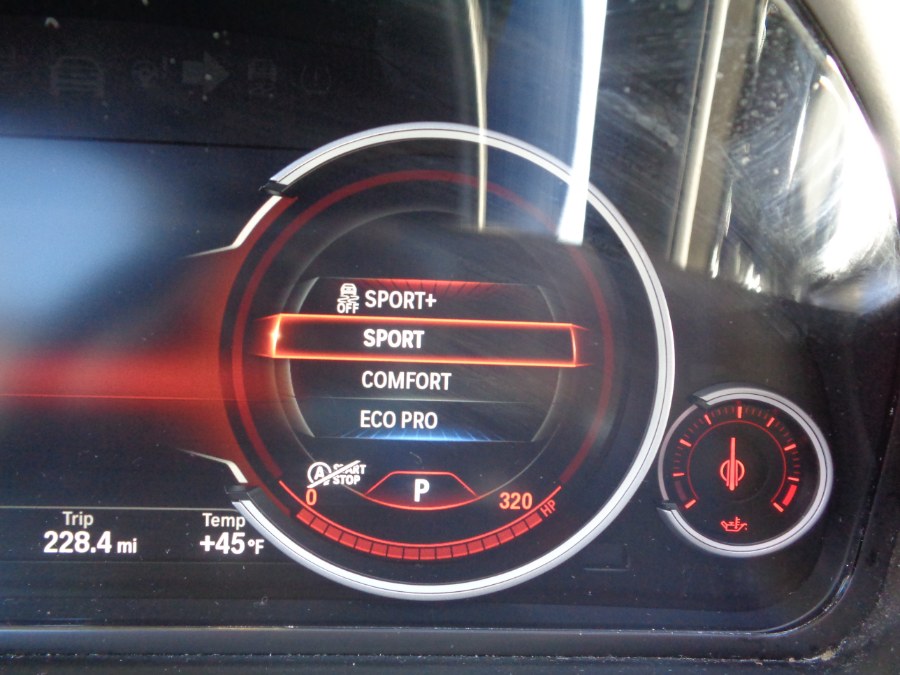 OFF SPORT+
SPORT
COMFORT
ECO PRO
A START
STOP
P
0
320
HP
Trip
228.4 mi
Temp
+45°F